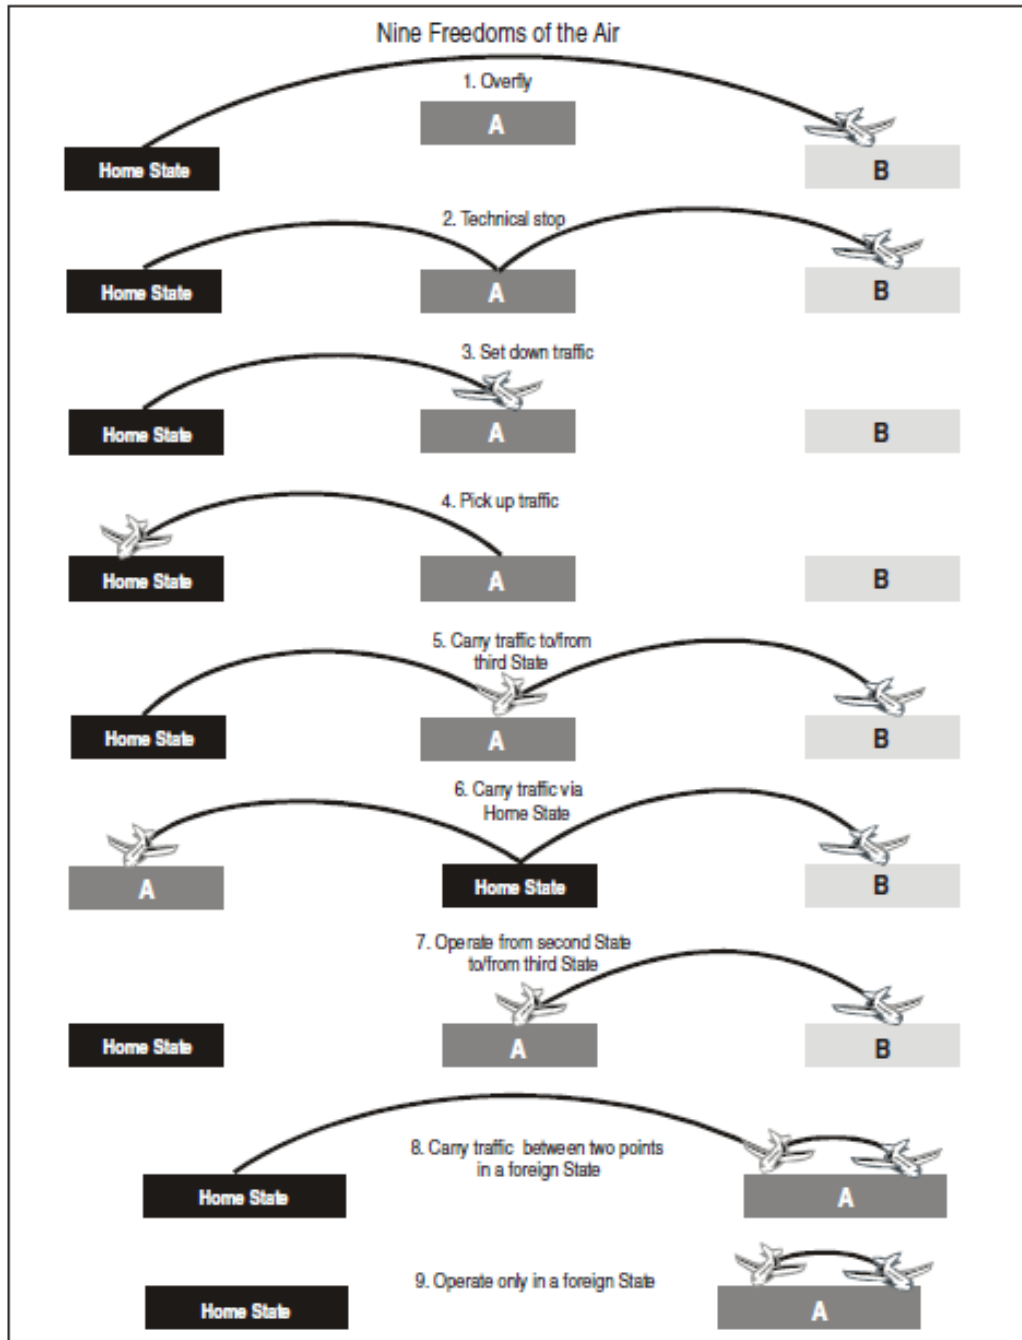 Nine Freedoms of the Air
1. Overfly
A
Home State
B
2. Technical stop
Home State
A
B
3. Set down traffic
Home State
A
B
4. Pick up traffic
Home State
A
B
5. Carry traffic to/from
third State
Home State
A
B
6. Carry traffic via
Home State
A
Home State
B
7. Operate from second State
to/from third State
Home State
A
B
8. Carry traffic between two points
in a foreign State
Home State
A
9. Operate only in a foreign State
Home State
A